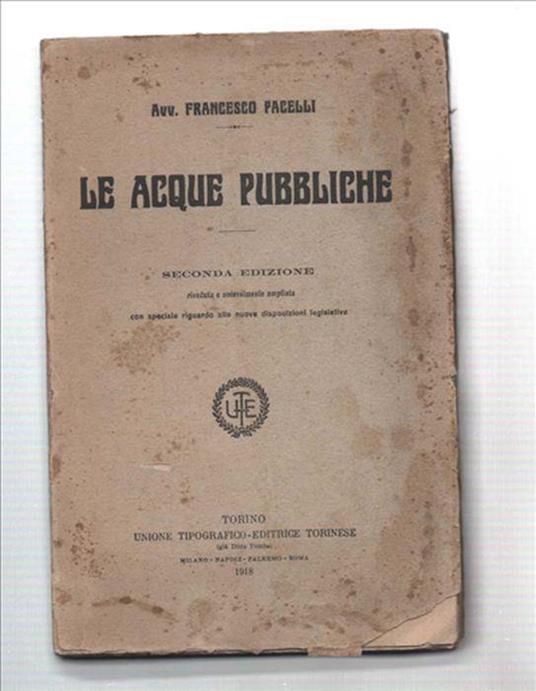 Avv. FRANCESCO PACELLI
LE ACQUE PUBBLICHE
SECONDA EDIZIONE
riveduta e notevolmente ampliata
con speciale riguardo alle nuove disposizioni legislative
UTE
TORINO
UNIONE TIPOGRAFICO-EDITRICE TORINESE
(già Ditta Pomba)
MILANO - NAPOLI - PALERMO - ROMA
1918